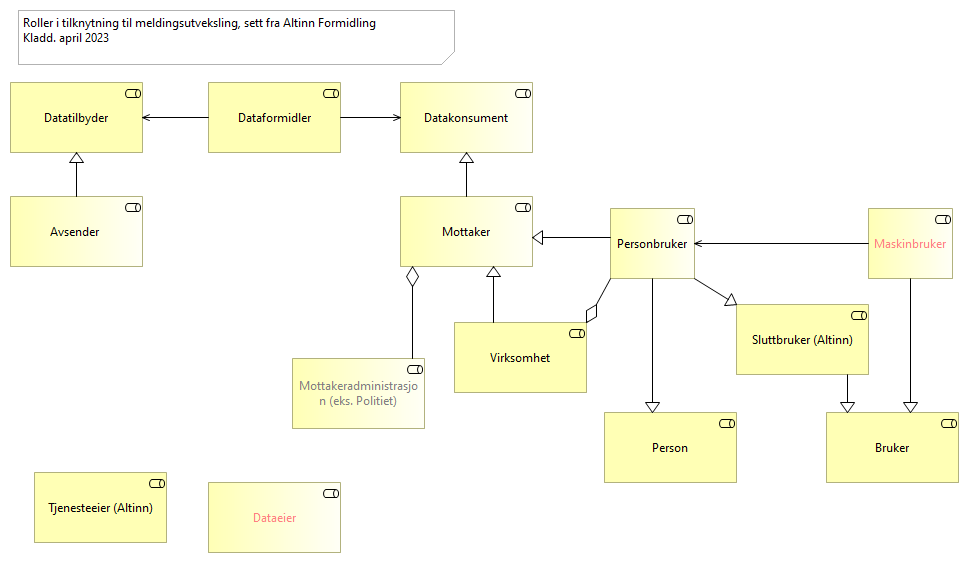 Roller i tilknytning til meldingsutveksling, sett fra Altinn Formidling
Kladd. april 2023
Datatilbyder
Dataformidler
Datakonsument
Avsender
Mottaker
Personbruker
Maskinbruker
Sluttbruker (Altinn)
Virksomhet
Mottakeradministrasjo
n (eks. Politiet)
Person
Bruker
Tjenesteeier (Altinn)
Dataeier